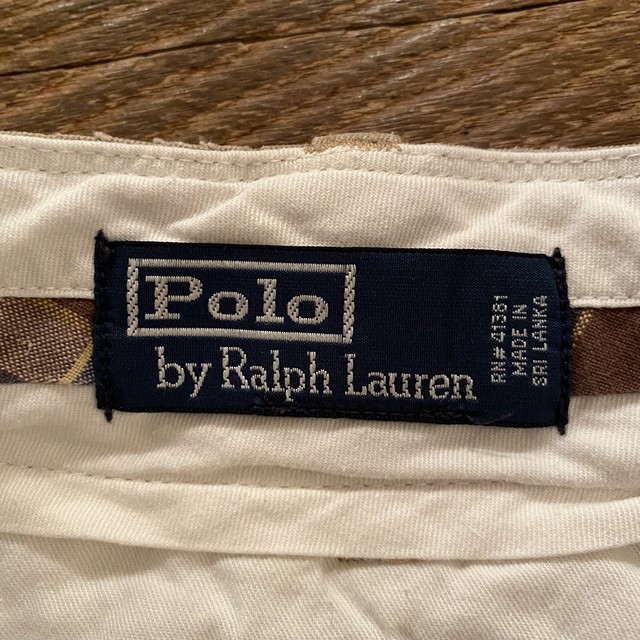 Polo
by Ralph Lauren
RN# 41381
MADE IN
SRI LANKA